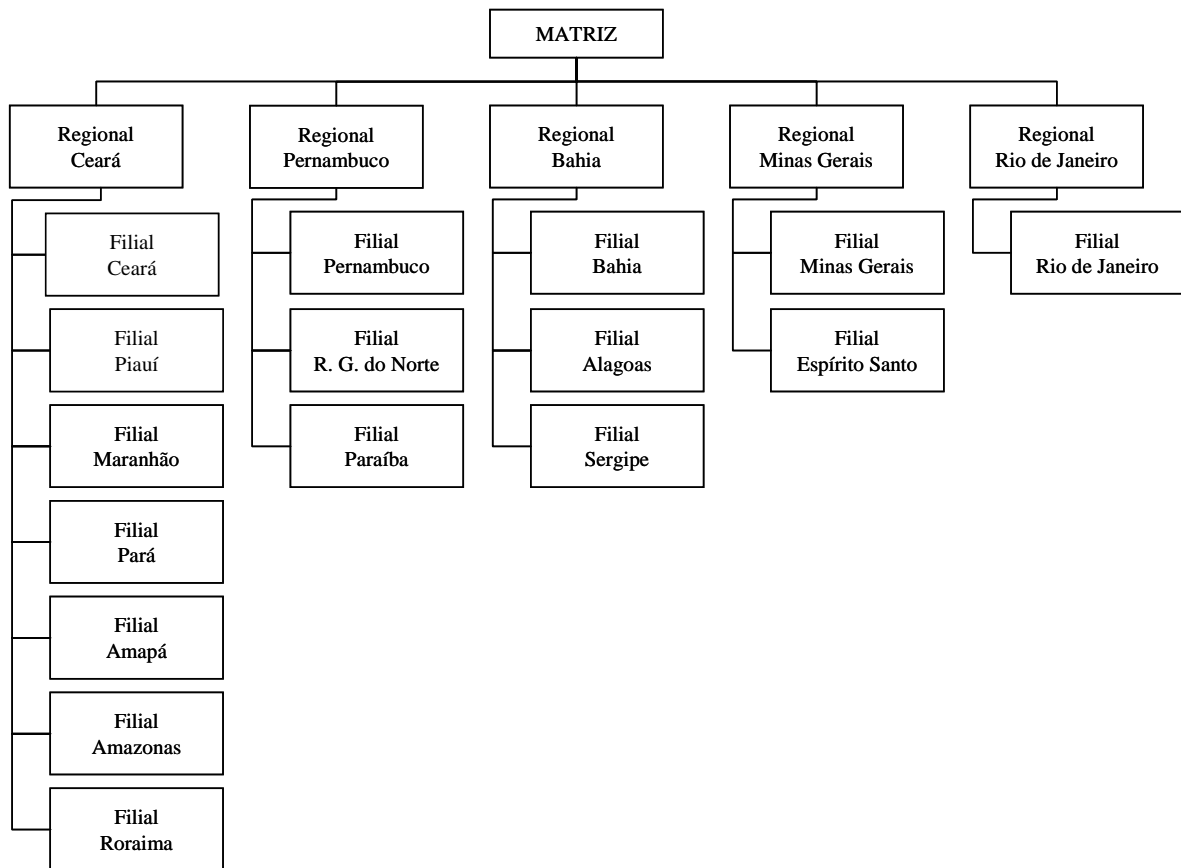 MATRIZ
Regional
Ceará
Regional
Pernambuco
Regional
Bahia
Regional
Minas Gerais
Regional
Rio de Janeiro
Filial
Ceará
Filial
Piauí
Filial
Maranhão
Filial
Pará
Filial
Amapá
Filial
Amazonas
Filial
Roraima
Filial
Pernambuco
Filial
R. G. do Norte
Filial
Paraíba
Filial
Bahia
Filial
Alagoas
Filial
Sergipe
Filial
Minas Gerais
Filial
Espírito Santo
Filial
Rio de Janeiro